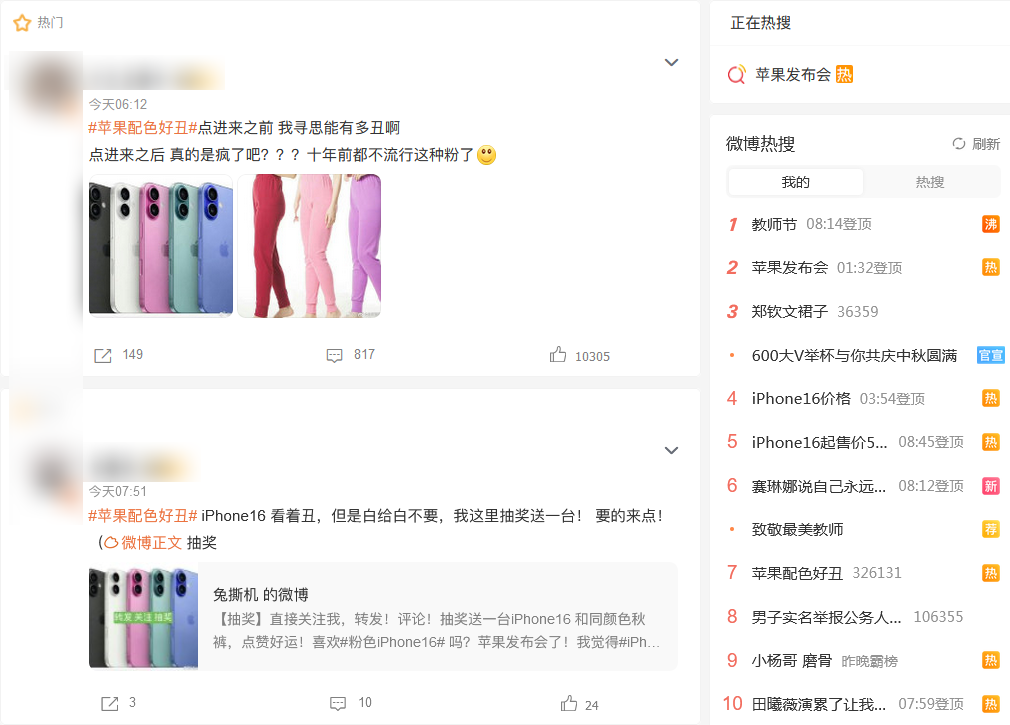 热门
今天06:12
#苹果配色好丑#点进来之前 我寻思能有多丑啊
点进来之后 真的是疯了吧？？？十年前都不流行这种粉了
149
817
10305
今天07:51
#苹果配色好丑# iPhone16 看着丑，但是白给白不要，我这里抽奖送一台！ 要的来点！
（微博正文 抽奖
转发 关注 抽奖
兔撕机 的微博
【抽奖】直接关注我，转发！评论！抽奖送一台iPhone16 和同颜色秋
裤，点赞好运！喜欢#粉色iPhone16# 吗？苹果发布会了！我觉得#iPh...
3
10
24
正在热搜
苹果发布会 热
微博热搜 刷新
我的 热搜
1 教师节 08:14登顶 沸
2 苹果发布会 01:32登顶 热
3 郑钦文裙子 36359
• 600大V举杯与你共庆中秋圆满 官宣
4 iPhone16价格 03:54登顶 热
5 iPhone16起售价5... 08:45登顶 热
6 赛琳娜说自己永远... 08:12登顶 新
• 致敬最美教师 荐
7 苹果配色好丑 326131 热
8 男子实名举报公务人... 106355
9 小杨哥 磨骨 昨晚霸榜 热
10 田曦薇演累了让我... 07:59登顶 热